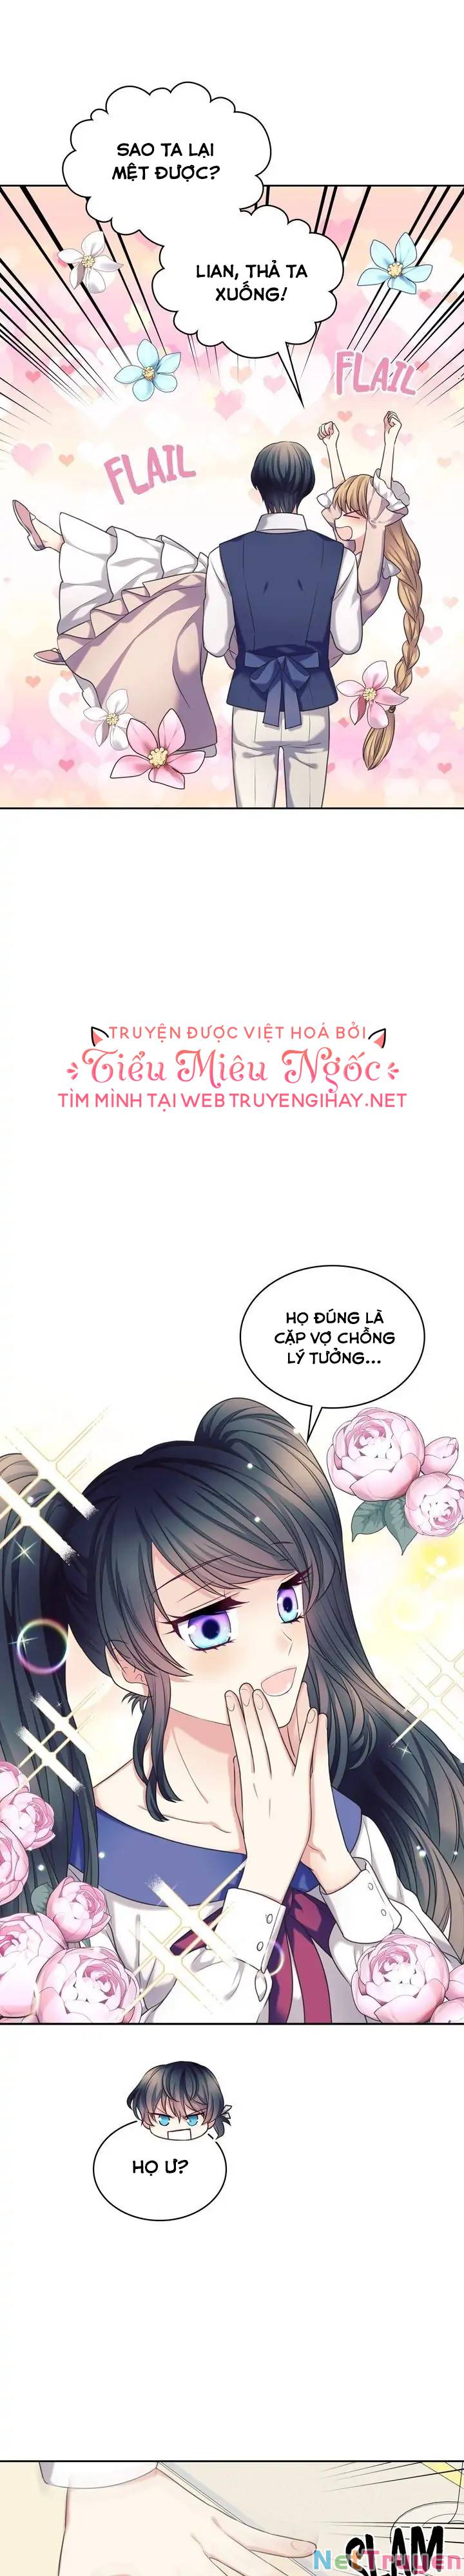 SAO TA LẠI
MỆT ĐƯỢC?
LIAN, THẢ TA
XUỐNG!
FLAIL
FLAIL
TRUYỆN ĐƯỢC VIỆT HOÁ BỞI
Tiểu Miêu Ngốc
TÌM MÌNH TẠI WEB TRUYENGIHAY.NET
HỌ ĐÚNG LÀ
CẶP VỢ CHỒNG
LÝ TƯỞNG...
HỌ Ư?
SLAM
NetTruyen